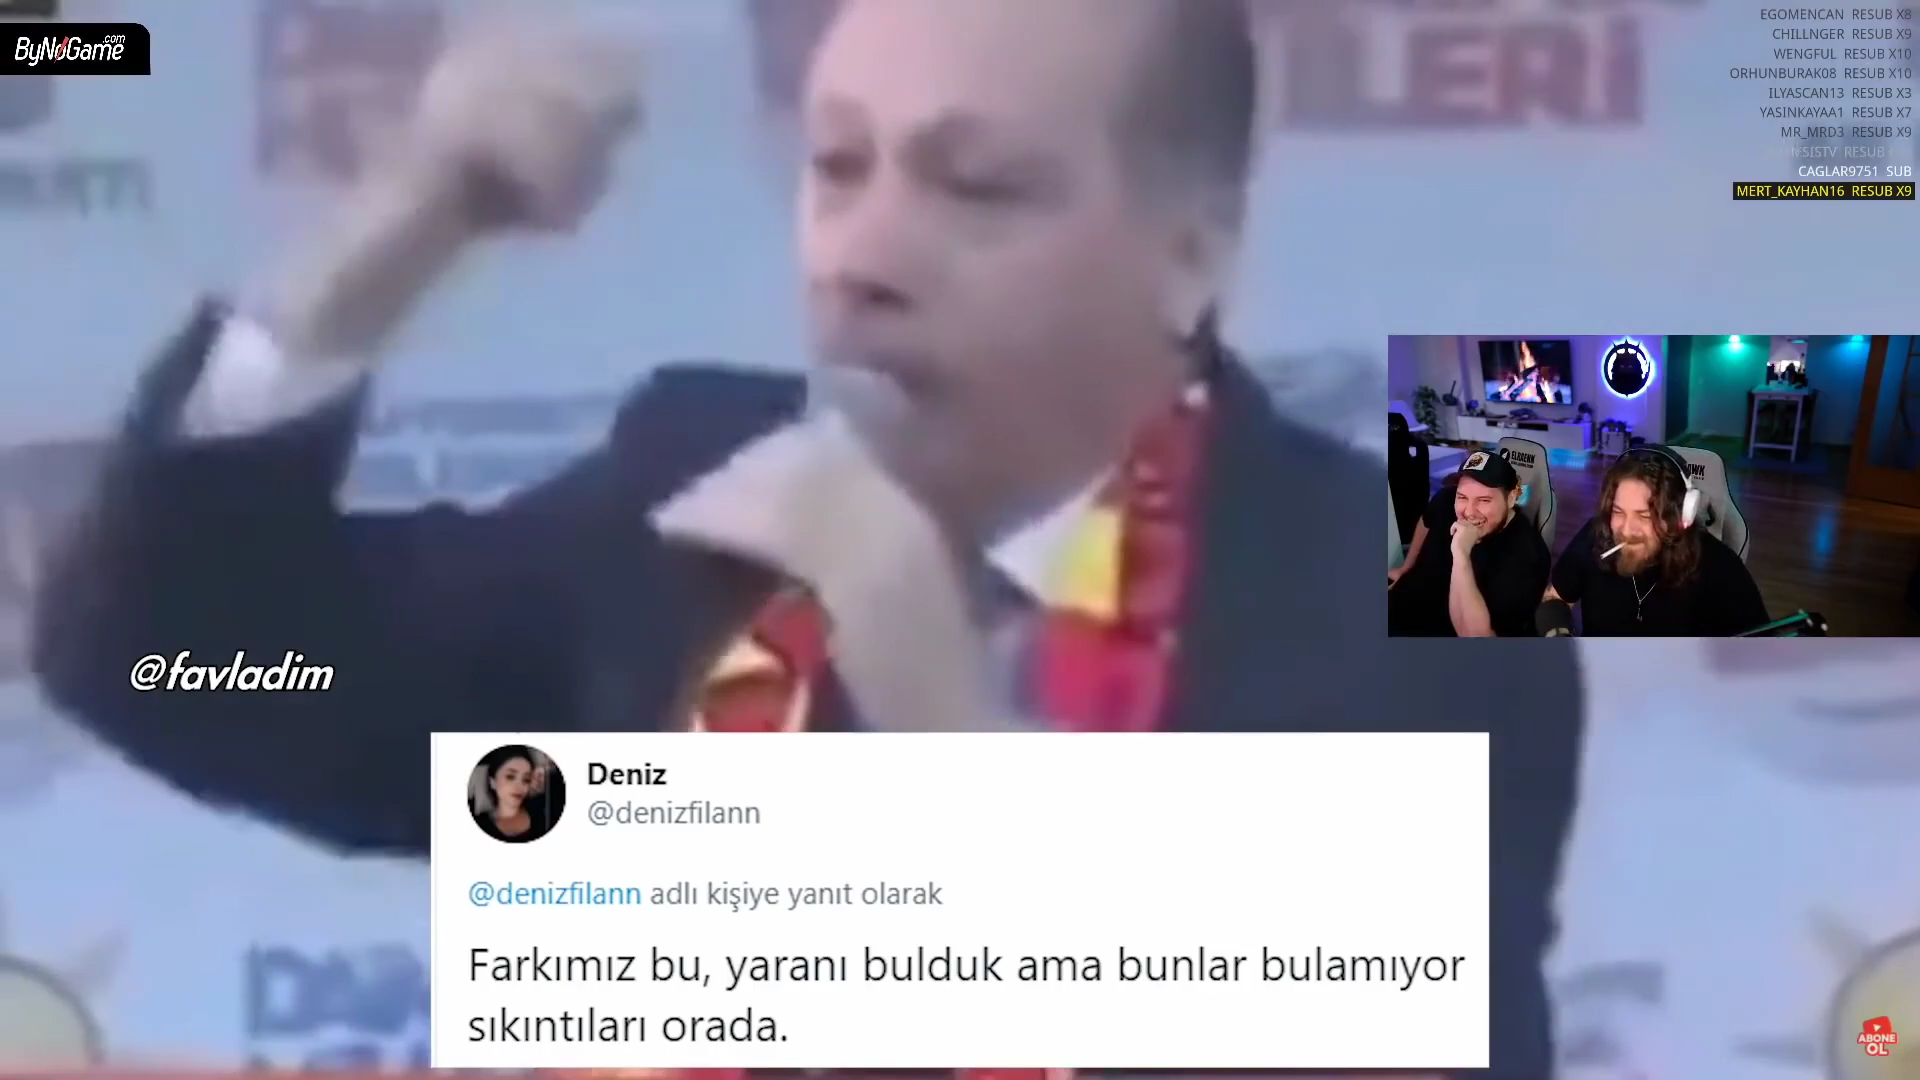 ByNoGame.com
EGOMENCAN RESUB X8
CHILLNGER RESUB X9
WENGFUL RESUB X10
ORHUNBURAK08 RESUB X10
ILYASCAN13 RESUB X3
YASINKAYAA1 RESUB X7
MR_MRD3 RESUB X9
RESUB
CAGLAR9751 SUB
MERT_KAYHAN16 RESUB X9
LERİ
@favladim
Deniz
@denizfilann
@denizfilann adlı kişiye yanıt olarak
Farkımız bu, yaranı bulduk ama bunlar bulamıyor
sıkıntıları orada.
ABONE
OL